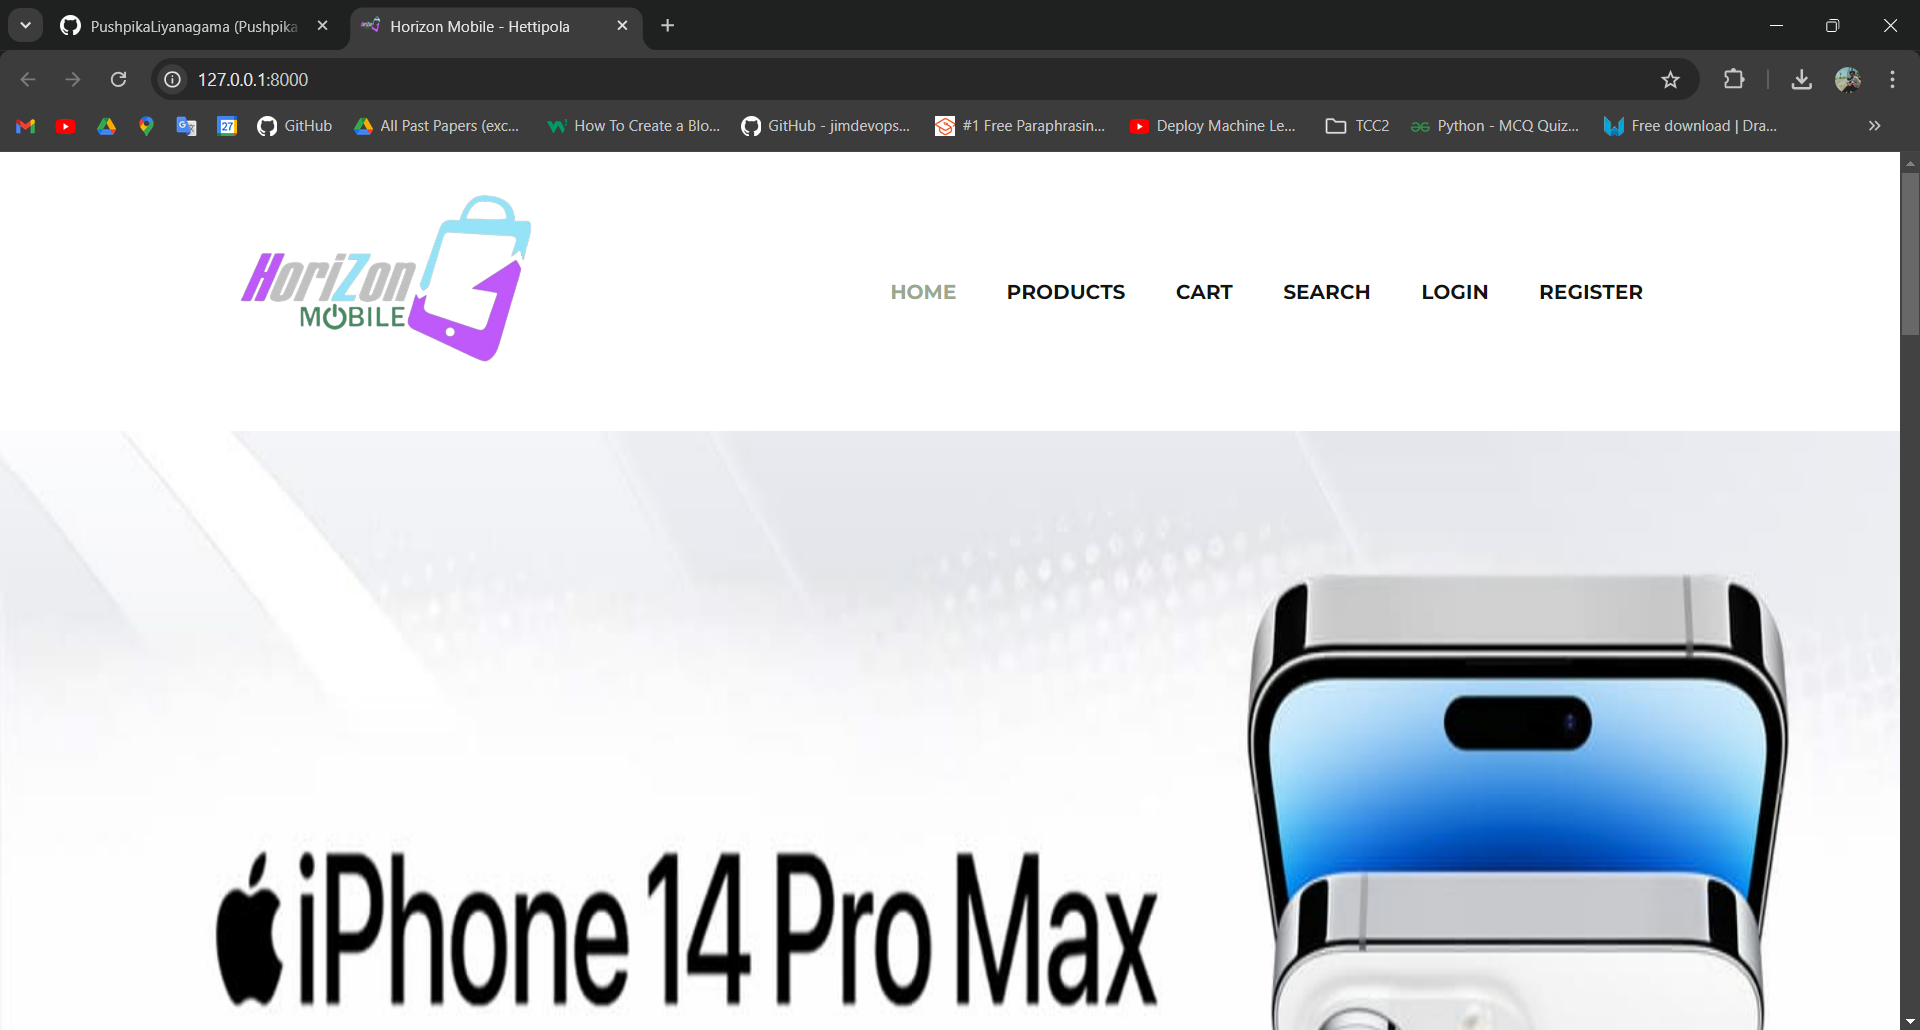 PushpikaLiyanagama (Pushpika
Horizon Mobile - Hettipola
127.0.0.1:8000
27
GitHub
All Past Papers (exc...
How To Create a Blo...
GitHub - jimdevops...
#1 Free Paraphrasin...
Deploy Machine Le...
TCC2
Python - MCQ Quiz...
Free download | Dra...
HoriZon
MOBILE
HOME
PRODUCTS
CART
SEARCH
LOGIN
REGISTER
iPhone 14 Pro Max